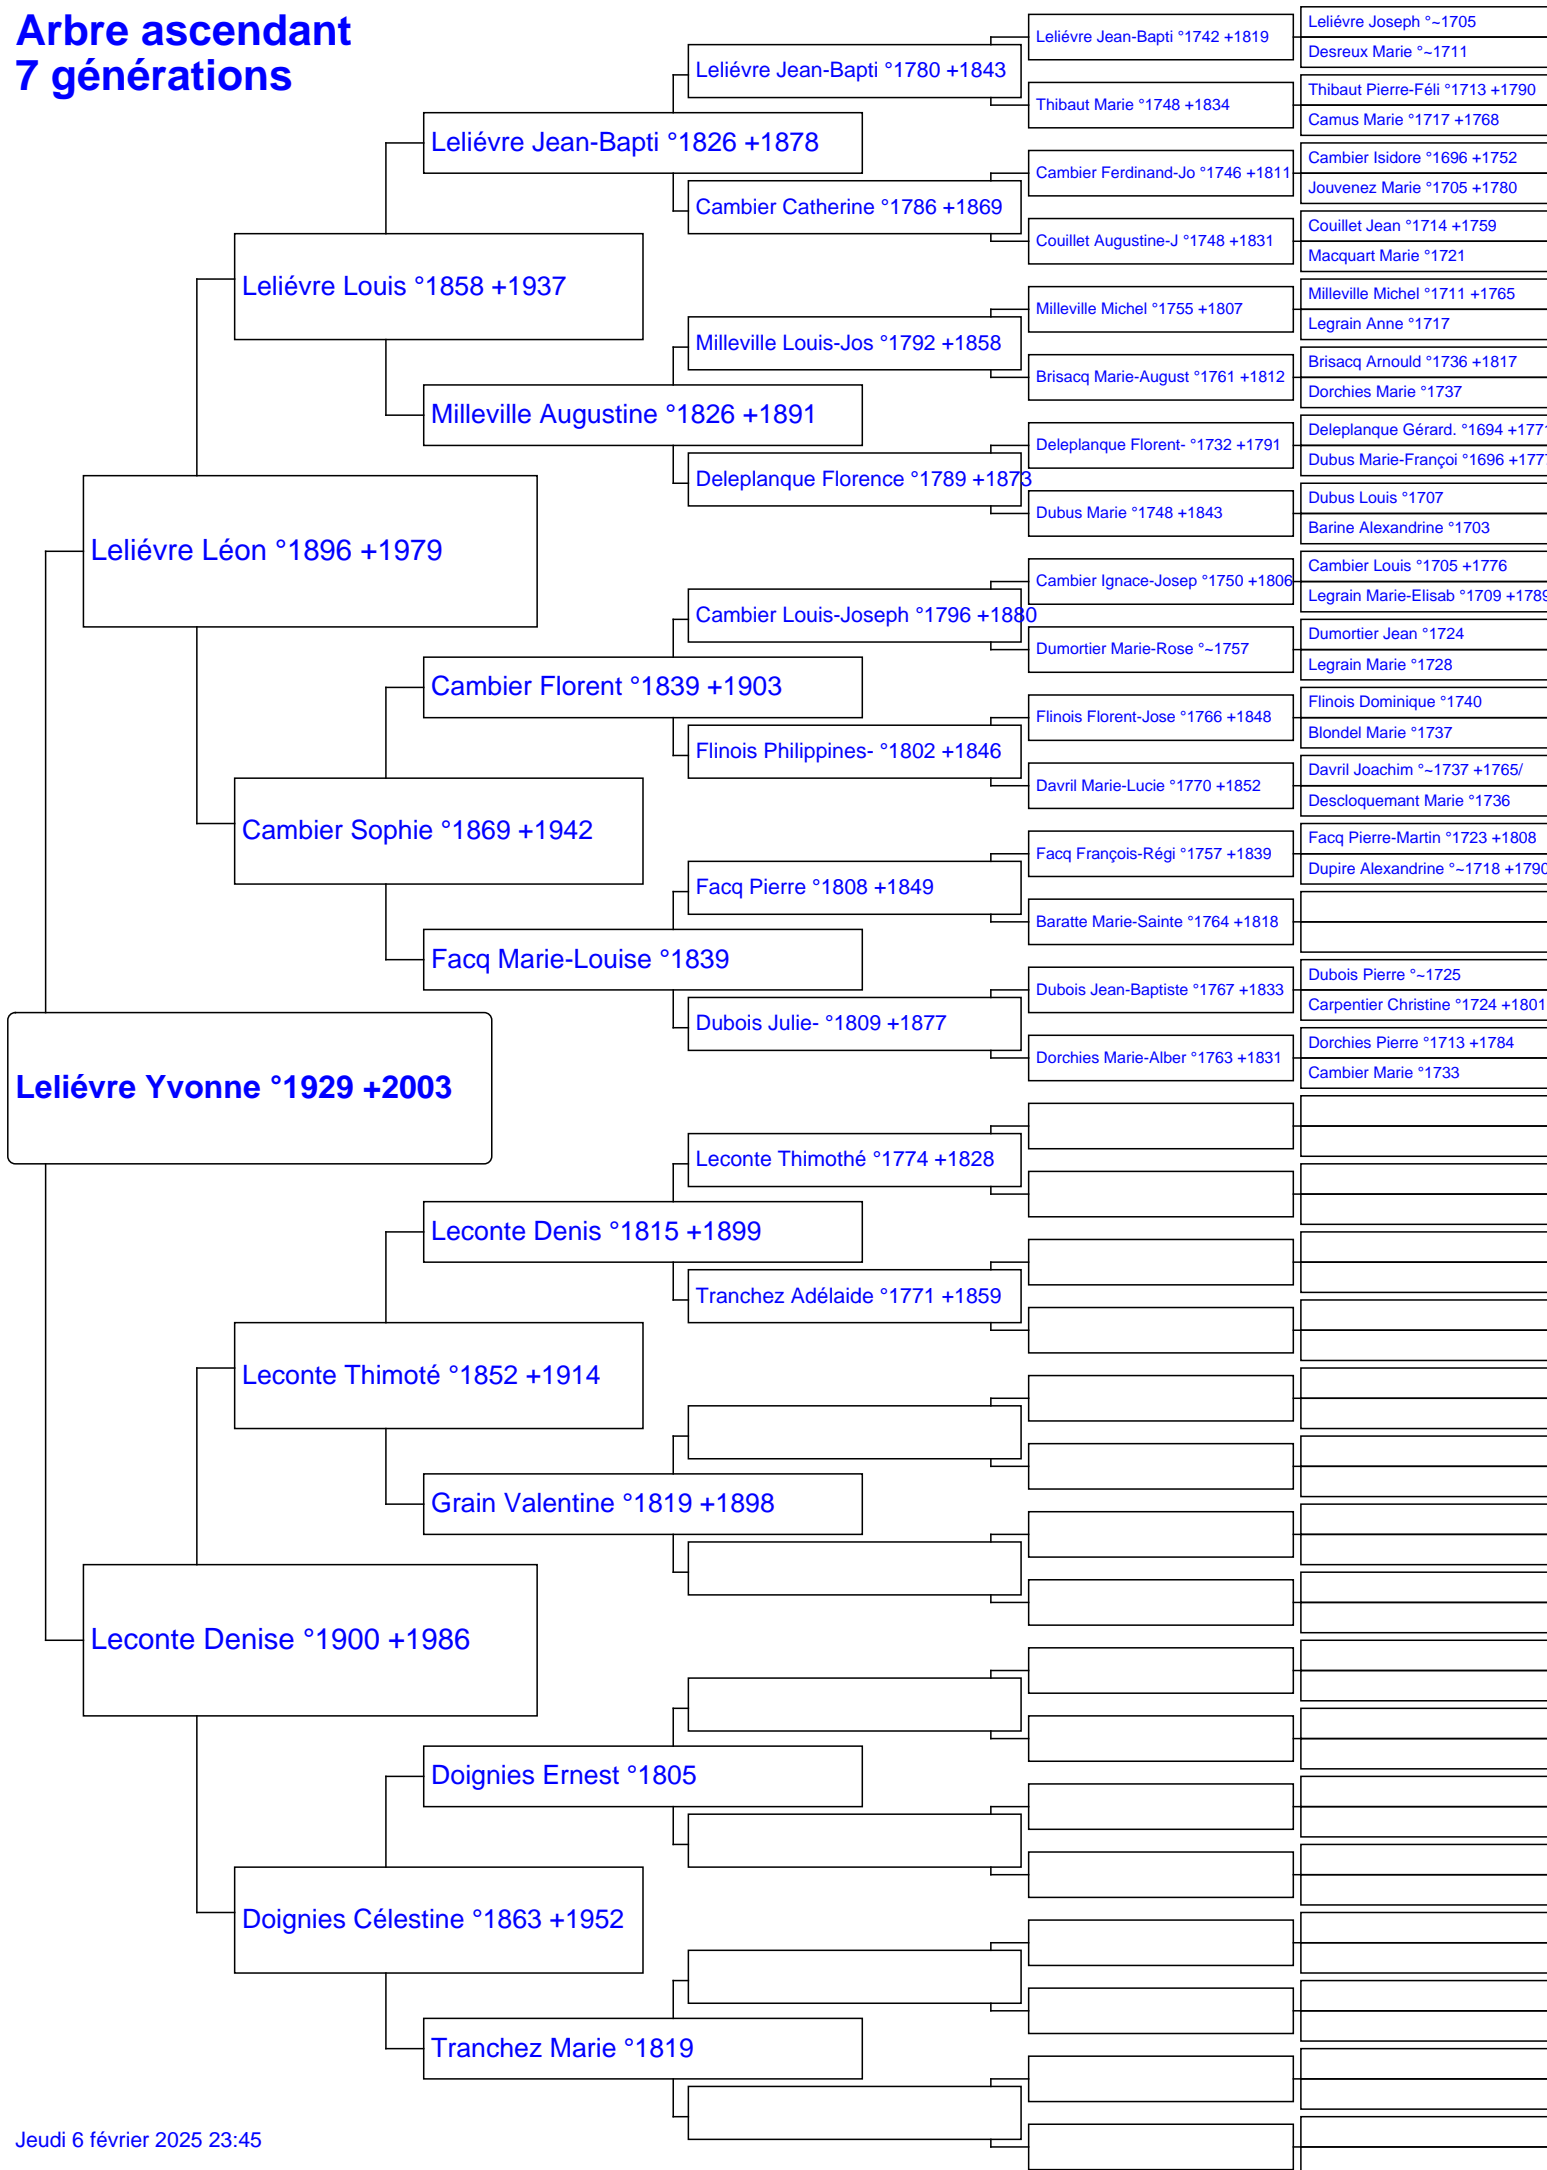 Arbre ascendant
7 générations
Leliévre Yvonne °1929 +2003
Leliévre Léon °1896 +1979
Leconte Denise °1900 +1986
Leliévre Louis °1858 +1937
Cambier Sophie °1869 +1942
Leconte Thimoté °1852 +1914
Doignies Célestine °1863 +1952
Leliévre Jean-Bapti °1826 +1878
Milleville Augustine °1826 +1891
Cambier Florent °1839 +1903
Facq Marie-Louise °1839
Leconte Denis °1815 +1899
Grain Valentine °1819 +1898
Doignies Ernest °1805
Tranchez Marie °1819
Leliévre Jean-Bapti °1780 +1843
Cambier Catherine °1786 +1869
Milleville Louis-Jos °1792 +1858
Deleplanque Florence °1789 +1873
Cambier Louis-Joseph °1796 +1880
Flinois Philippines- °1802 +1846
Facq Pierre °1808 +1849
Dubois Julie- °1809 +1877
Leconte Thimothé °1774 +1828
Tranchez Adélaide °1771 +1859
Leliévre Jean-Bapti °1742 +1819
Thibaut Marie °1748 +1834
Cambier Ferdinand-Jo °1746 +1811
Couillet Augustine-J °1748 +1831
Milleville Michel °1755 +1807
Brisacq Marie-August °1761 +1812
Deleplanque Florent- °1732 +1791
Dubus Marie °1748 +1843
Cambier Ignace-Josep °1750 +1806
Dumortier Marie-Rose °~1757
Flinois Florent-Jose °1766 +1848
Davril Marie-Lucie °1770 +1852
Facq François-Régi °1757 +1839
Baratte Marie-Sainte °1764 +1818
Dubois Jean-Baptiste °1767 +1833
Dorchies Marie-Alber °1763 +1831
Leliévre Joseph °~1705
Desreux Marie °~1711
Thibaut Pierre-Féli °1713 +1790
Camus Marie °1717 +1768
Cambier Isidore °1696 +1752
Jouvenez Marie °1705 +1780
Couillet Jean °1714 +1759
Macquart Marie °1721
Milleville Michel °1711 +1765
Legrain Anne °1717
Brisacq Arnould °1736 +1817
Dorchies Marie °1737
Deleplanque Gérard. °1694 +1771
Dubus Marie-Françoi °1696 +1777
Dubus Louis °1707
Barine Alexandrine °1703
Cambier Louis °1705 +1776
Legrain Marie-Elisab °1709 +1789
Dumortier Jean °1724
Legrain Marie °1728
Flinois Dominique °1740
Blondel Marie °1737
Davril Joachim °~1737 +1765/
Descloquemant Marie °1736
Facq Pierre-Martin °1723 +1808
Dupire Alexandrine °~1718 +1790
Dubois Pierre °~1725
Carpentier Christine °1724 +1801
Dorchies Pierre °1713 +1784
Cambier Marie °1733
Jeudi 6 février 2025 23:45